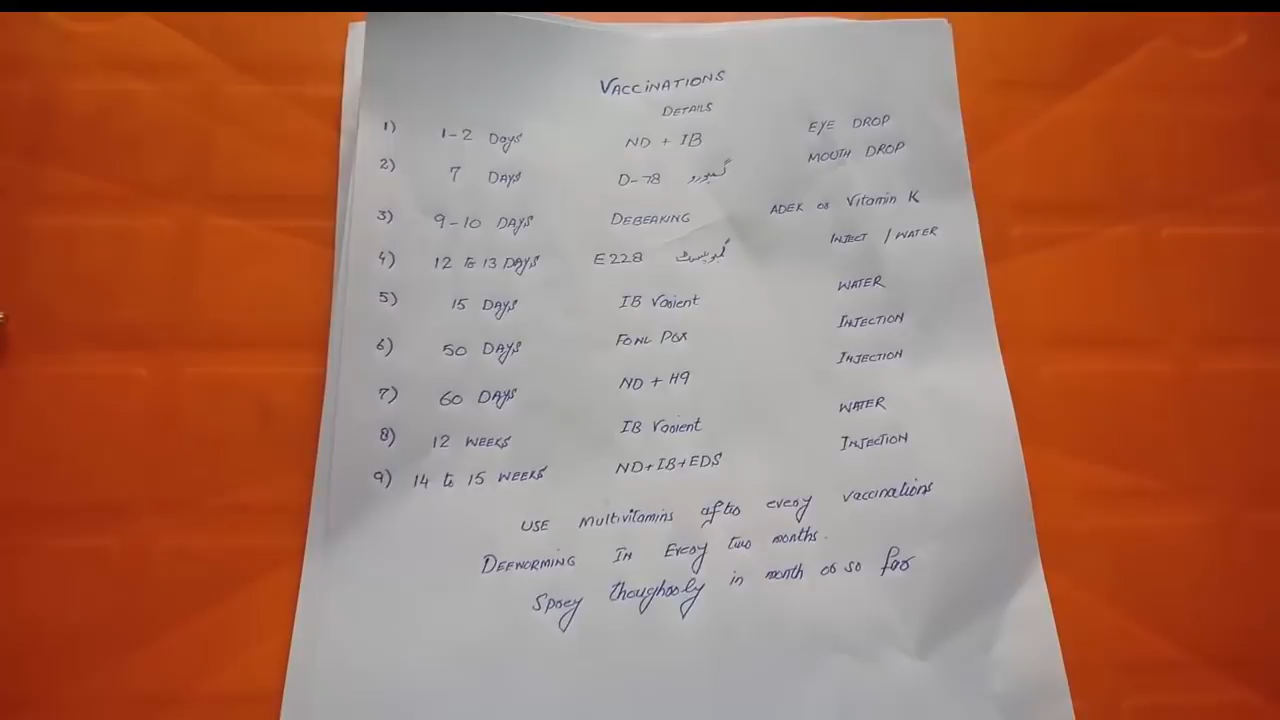 VACCINATIONS
DETAILS
1) 1-2 Days ND + IB EYE DROP
2) 7 DAYS D-78 گمبورو MOUTH DROP
3) 9-10 DAYS DEBEAKING ADEK or Vitamin K
4) 12 to 13 DAYS E228 INJECT / WATER
5) 15 DAYS IB Varient WATER
6) 50 DAYS FOWL POX INJECTION
7) 60 DAYS ND + H9 INJECTION
8) 12 WEEKS IB Varient WATER
9) 14 to 15 WEEKS ND+IB+EDS INJECTION
USE multivitamins after every vaccinations
DEEWORMING IN Every two months.
Sprey thoughorly in month or so far